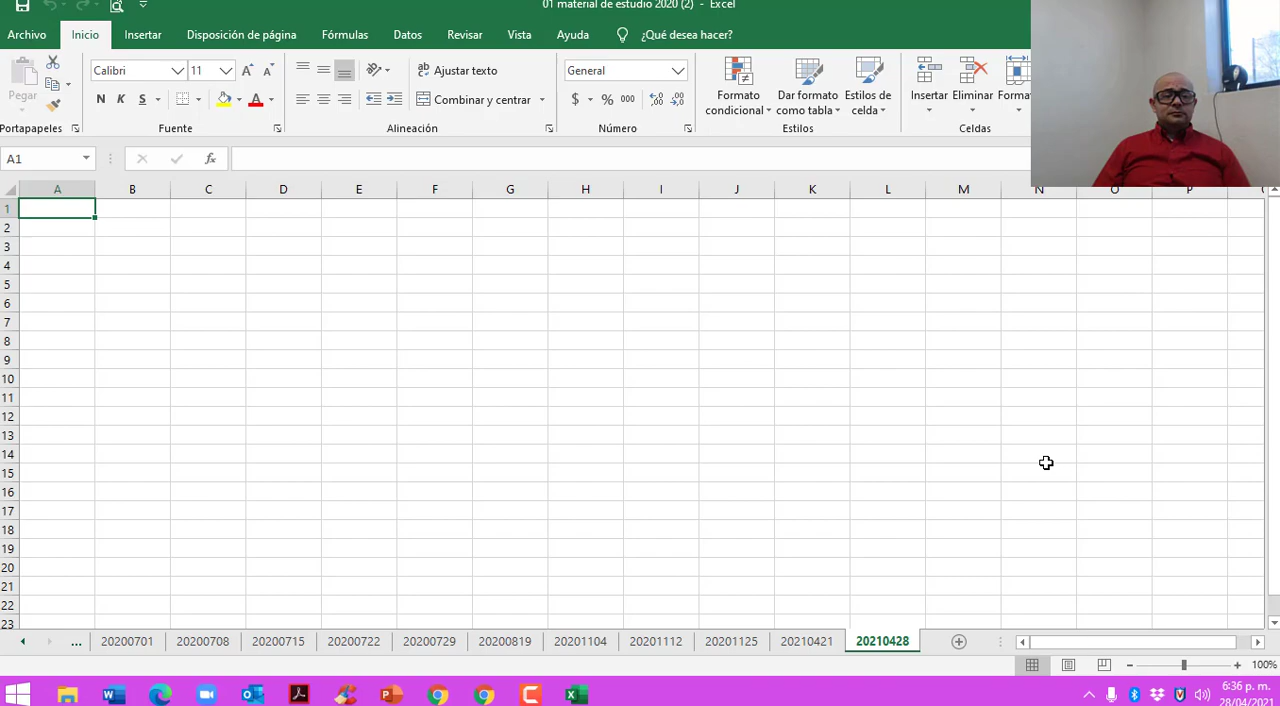 01 material de estudio 2020 (2) – Excel
Archivo Inicio Insertar Disposición de página Fórmulas Datos Revisar Vista Ayuda ¿Qué desea hacer?
Pegar
Calibri 11
N K S
ab Ajustar texto
Combinar y centrar
General
$ % 000
Formato condicional
Dar formato como tabla
Estilos de celda
Insertar Eliminar Format
Portapapeles Fuente Alineación Número Estilos Celdas
A1 fx
A B C D E F G H I J K L M N O P
1
2
3
4
5
6
7
8
9
10
11
12
13
14
15
16
17
18
19
20
21
22
23
... 20200701 20200708 20200715 20200722 20200729 20200819 20201104 20201112 20201125 20210421 20210428
100%
6:36 p. m.
28/04/2021